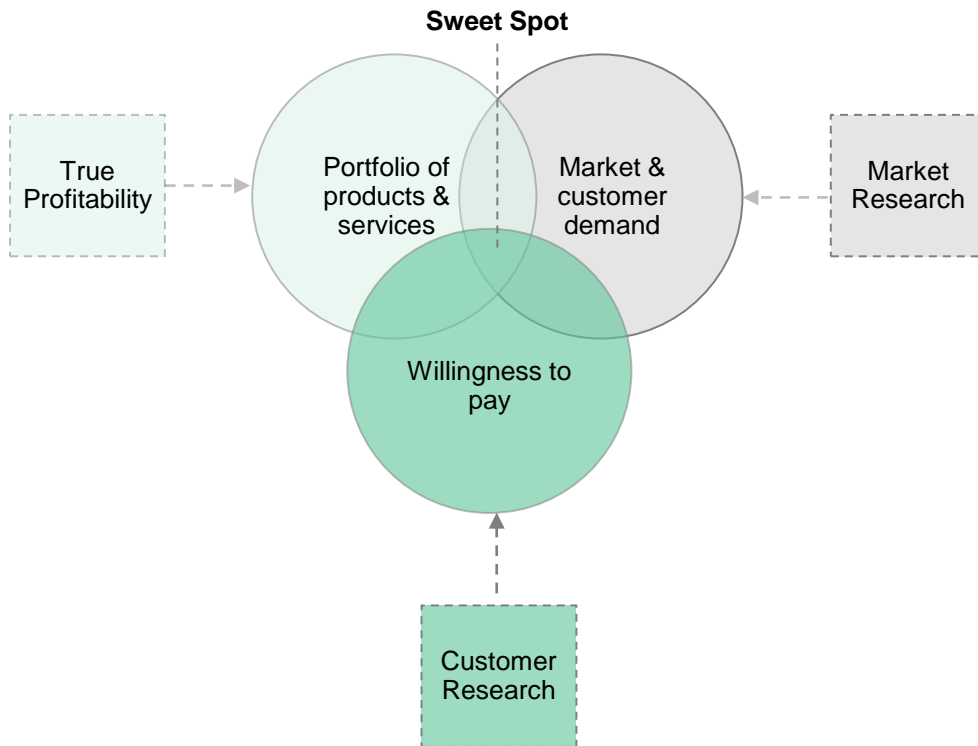 Sweet Spot
True
Profitability
Portfolio of
products &
services
Market &
customer
demand
Market
Research
Willingness to
pay
Customer
Research